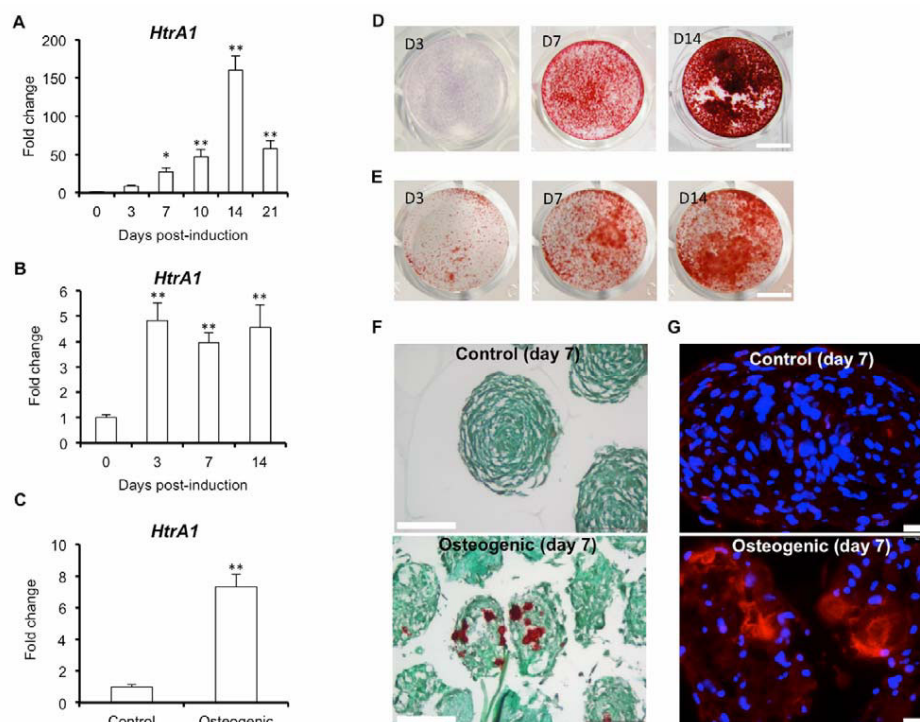 A
HtrA1
Fold change
200
150
100
50
0
*
**
**
**
0 3 7 10 14 21
Days post-induction
B
HtrA1
Fold change
6
5
4
3
2
1
0
**
**
**
0 3 7 14
Days post-induction
C
HtrA1
Fold change
10
8
6
4
2
0
**
Control Osteogenic
D
D3 D7 D14
E
D3 D7 D14
F
Control (day 7)
Osteogenic (day 7)
G
Control (day 7)
Osteogenic (day 7)